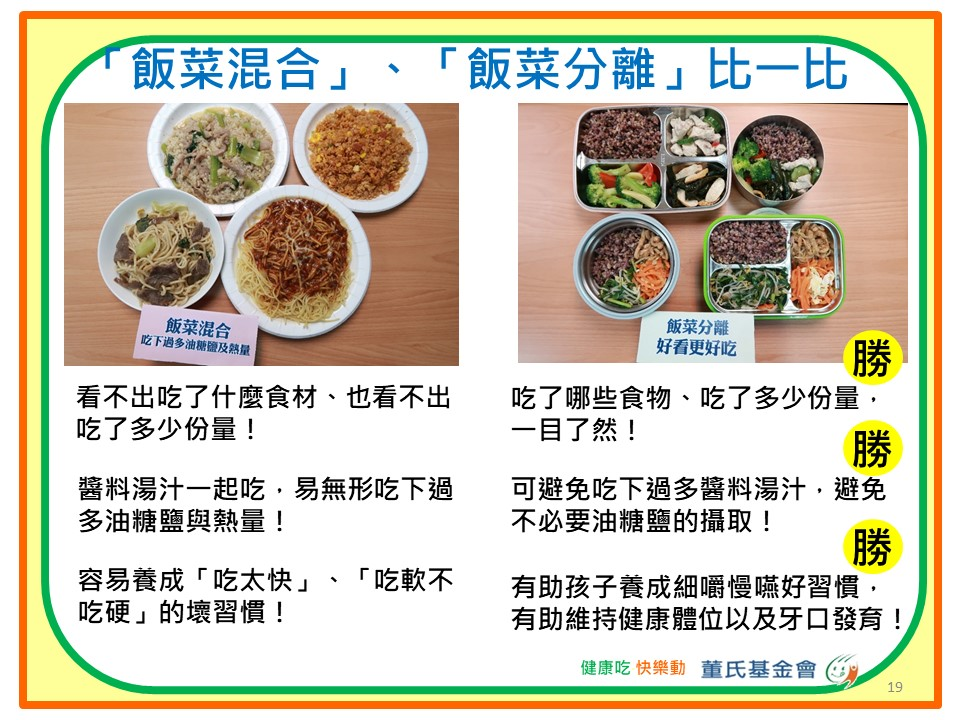 「飯菜混合」、「飯菜分離」比一比
飯菜混合
吃下過多油糖鹽及熱量
飯菜分離
好看更好吃
看不出吃了什麼食材、也看不出
吃了多少份量！
醬料湯汁一起吃，易無形吃下過
多油糖鹽與熱量！
容易養成「吃太快」、「吃軟不
吃硬」的壞習慣！
勝
吃了哪些食物、吃了多少份量，
一目了然！
勝
可避免吃下過多醬料湯汁，避免
不必要油糖鹽的攝取！
勝
有助孩子養成細嚼慢嚥好習慣，
有助維持健康體位以及牙口發育！
健康吃 快樂動 董氏基金會
19